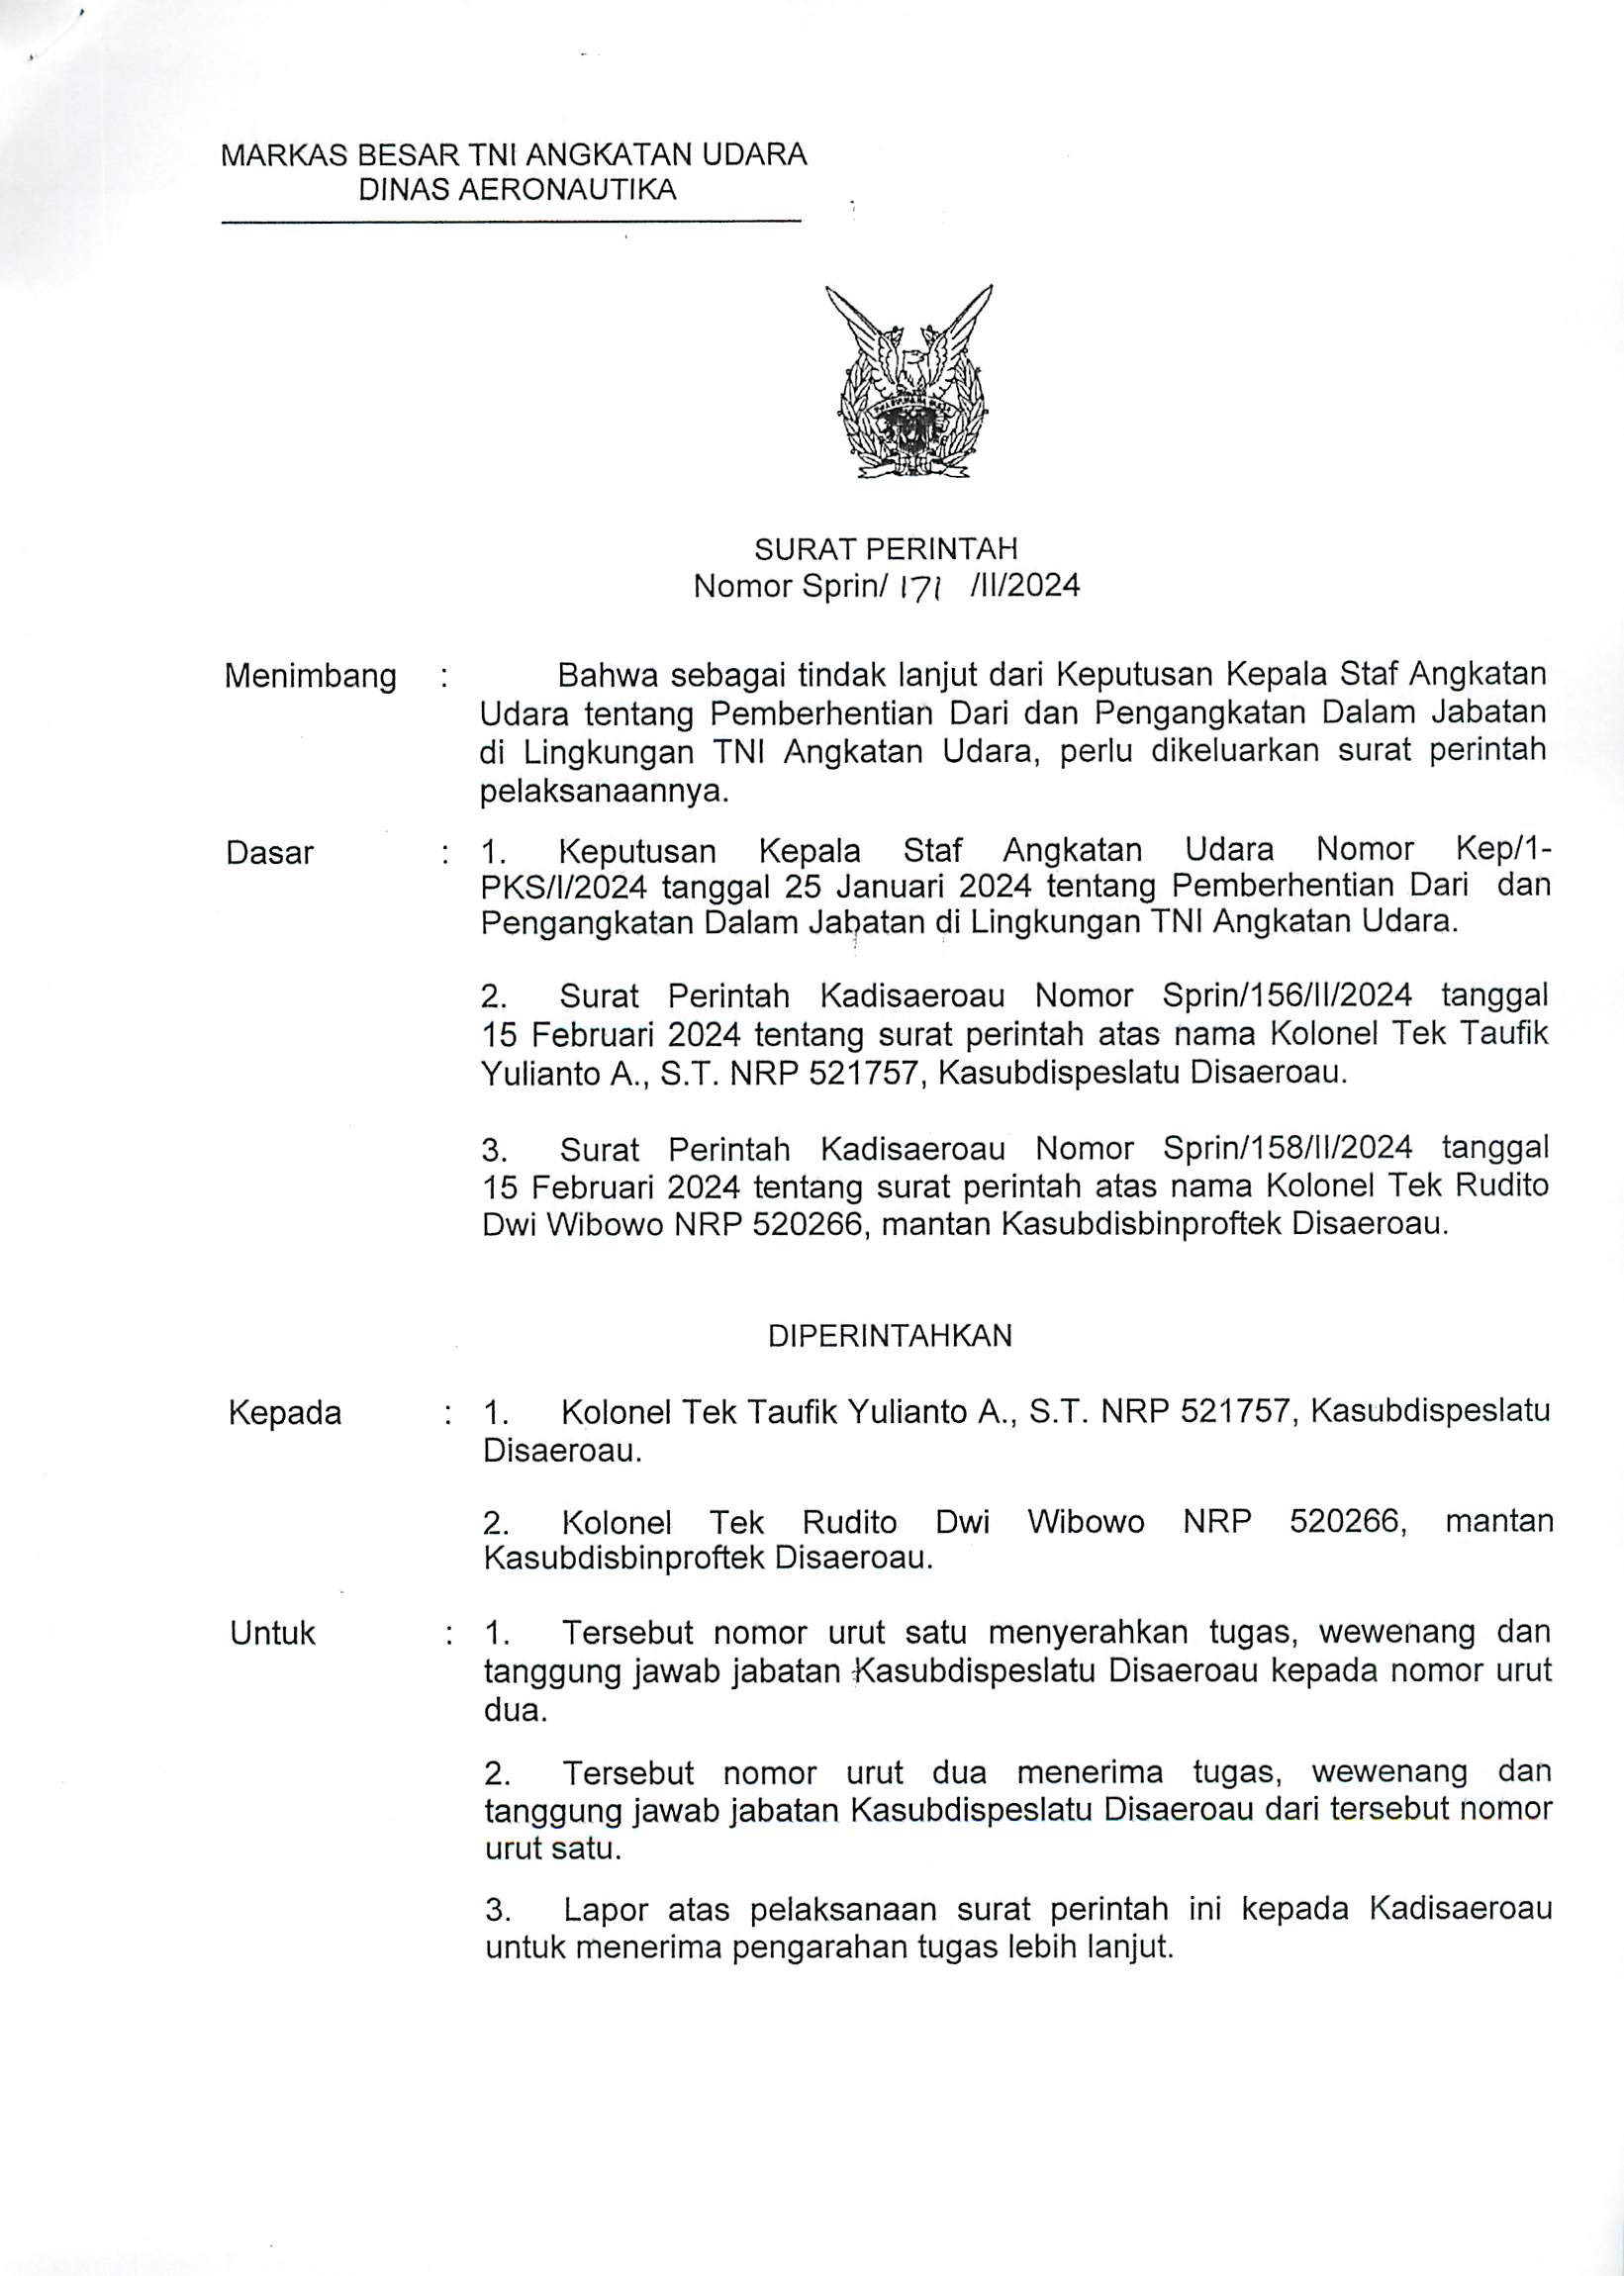 MARKAS BESAR TNI ANGKATAN UDARA
DINAS AERONAUTIKA
SURAT PERINTAH
Nomor Sprin/ 171 /II/2024
Menimbang : Bahwa sebagai tindak lanjut dari Keputusan Kepala Staf Angkatan
Udara tentang Pemberhentian Dari dan Pengangkatan Dalam Jabatan
di Lingkungan TNI Angkatan Udara, perlu dikeluarkan surat perintah
pelaksanaannya.
Dasar : 1. Keputusan Kepala Staf Angkatan Udara Nomor Kep/1-
PKS/I/2024 tanggal 25 Januari 2024 tentang Pemberhentian Dari dan
Pengangkatan Dalam Jabatan di Lingkungan TNI Angkatan Udara.
2. Surat Perintah Kadisaeroau Nomor Sprin/156/II/2024 tanggal
15 Februari 2024 tentang surat perintah atas nama Kolonel Tek Taufik
Yulianto A., S.T. NRP 521757, Kasubdispeslatu Disaeroau.
3. Surat Perintah Kadisaeroau Nomor Sprin/158/II/2024 tanggal
15 Februari 2024 tentang surat perintah atas nama Kolonel Tek Rudito
Dwi Wibowo NRP 520266, mantan Kasubdisbinproftek Disaeroau.
DIPERINTAHKAN
Kepada : 1. Kolonel Tek Taufik Yulianto A., S.T. NRP 521757, Kasubdispeslatu
Disaeroau.
2. Kolonel Tek Rudito Dwi Wibowo NRP 520266, mantan
Kasubdisbinproftek Disaeroau.
Untuk : 1. Tersebut nomor urut satu menyerahkan tugas, wewenang dan
tanggung jawab jabatan Kasubdispeslatu Disaeroau kepada nomor urut
dua.
2. Tersebut nomor urut dua menerima tugas, wewenang dan
tanggung jawab jabatan Kasubdispeslatu Disaeroau dari tersebut nomor
urut satu.
3. Lapor atas pelaksanaan surat perintah ini kepada Kadisaeroau
untuk menerima pengarahan tugas lebih lanjut.